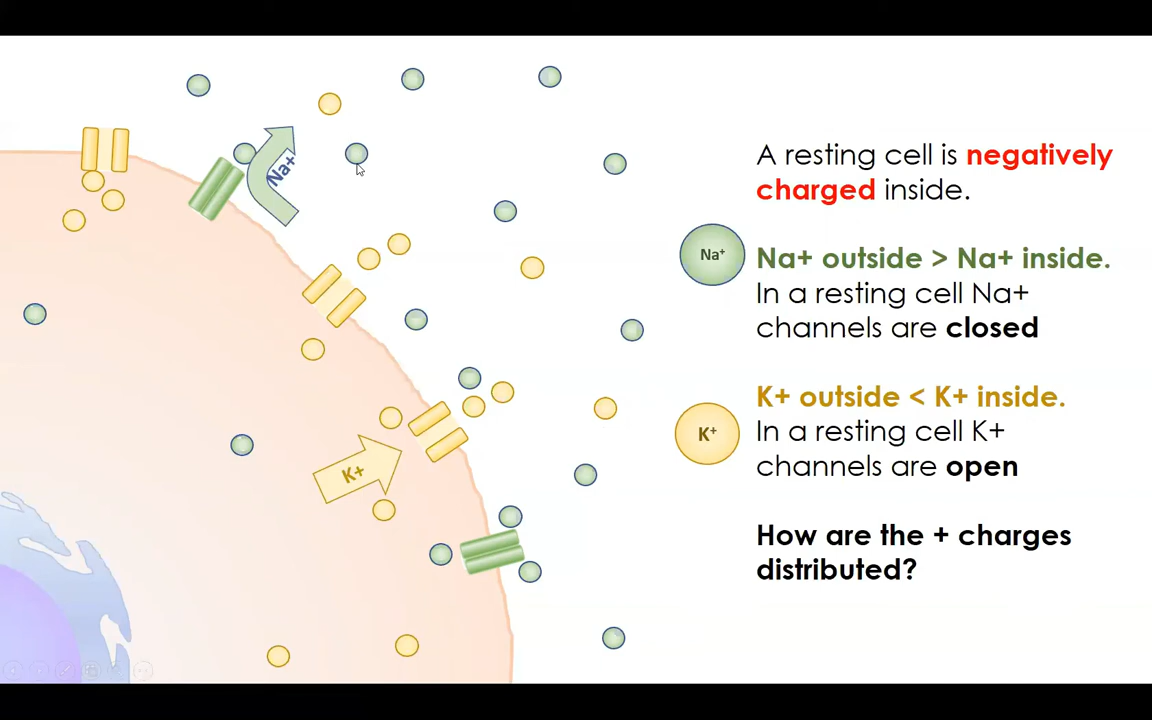 Na+
A resting cell is negatively
charged inside.
Na⁺
Na+ outside > Na+ inside.
In a resting cell Na+
channels are closed
K+ outside < K+ inside.
K⁺
In a resting cell K+
channels are open
K+
How are the + charges
distributed?